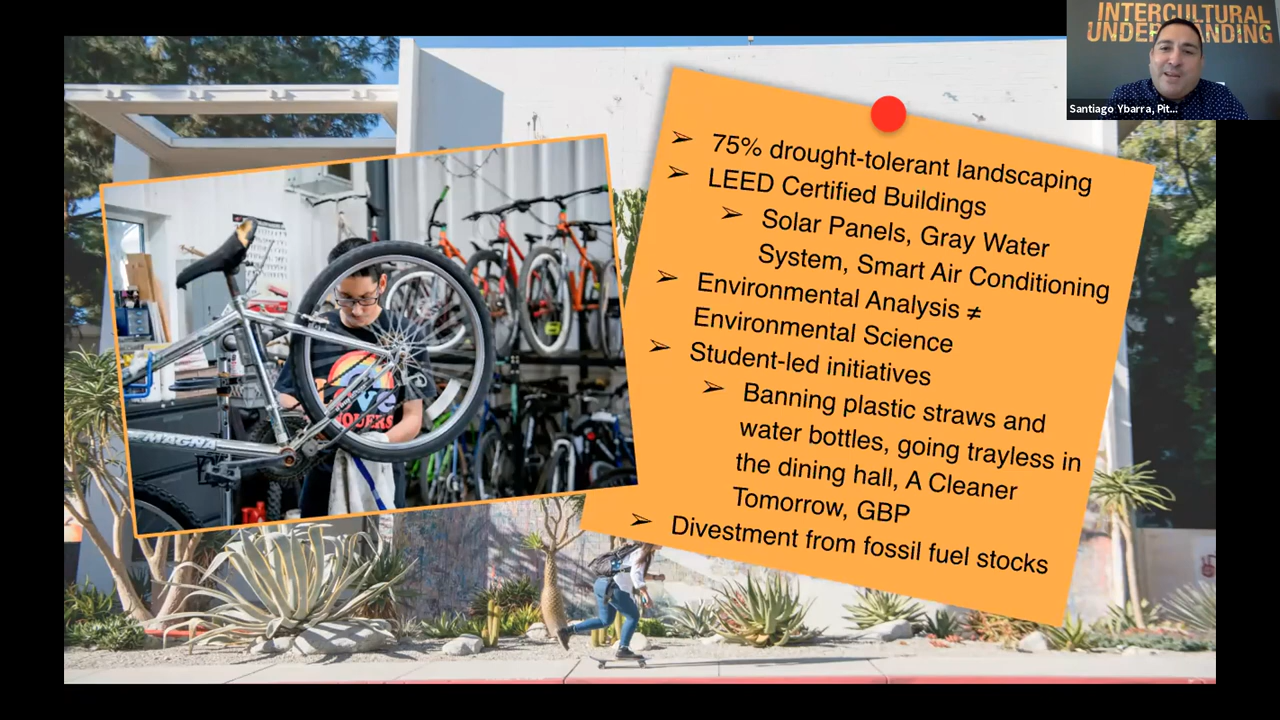 INTERCULTURAL
Santiago Ybarra, Pit...
➢ 75% drought-tolerant landscaping
➢ LEED Certified Buildings
➢ Solar Panels, Gray Water
System, Smart Air Conditioning
➢ Environmental Analysis ≠
Environmental Science
➢ Student-led initiatives
➢ Banning plastic straws and
water bottles, going trayless in
the dining hall, A Cleaner
Tomorrow, GBP
➢ Divestment from fossil fuel stocks
MAGNA